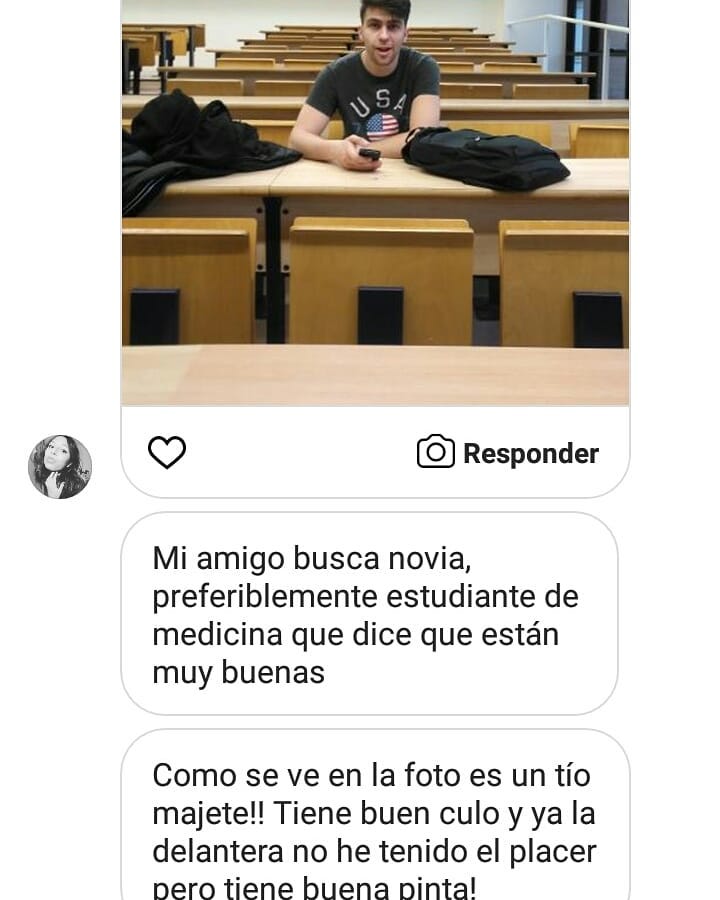 USA
Responder
Mi amigo busca novia,
preferiblemente estudiante de
medicina que dice que están
muy buenas
Como se ve en la foto es un tío
majete!! Tiene buen culo y ya la
delantera no he tenido el placer
pero tiene buena pinta!